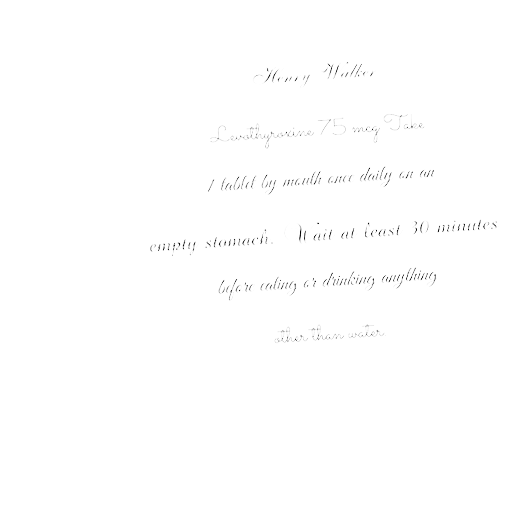 Henry Walker
Levothyroxine 75 mcg Take
1 tablet by mouth once daily on an
empty stomach. Wait at least 30 minutes
before eating or drinking anything
other than water